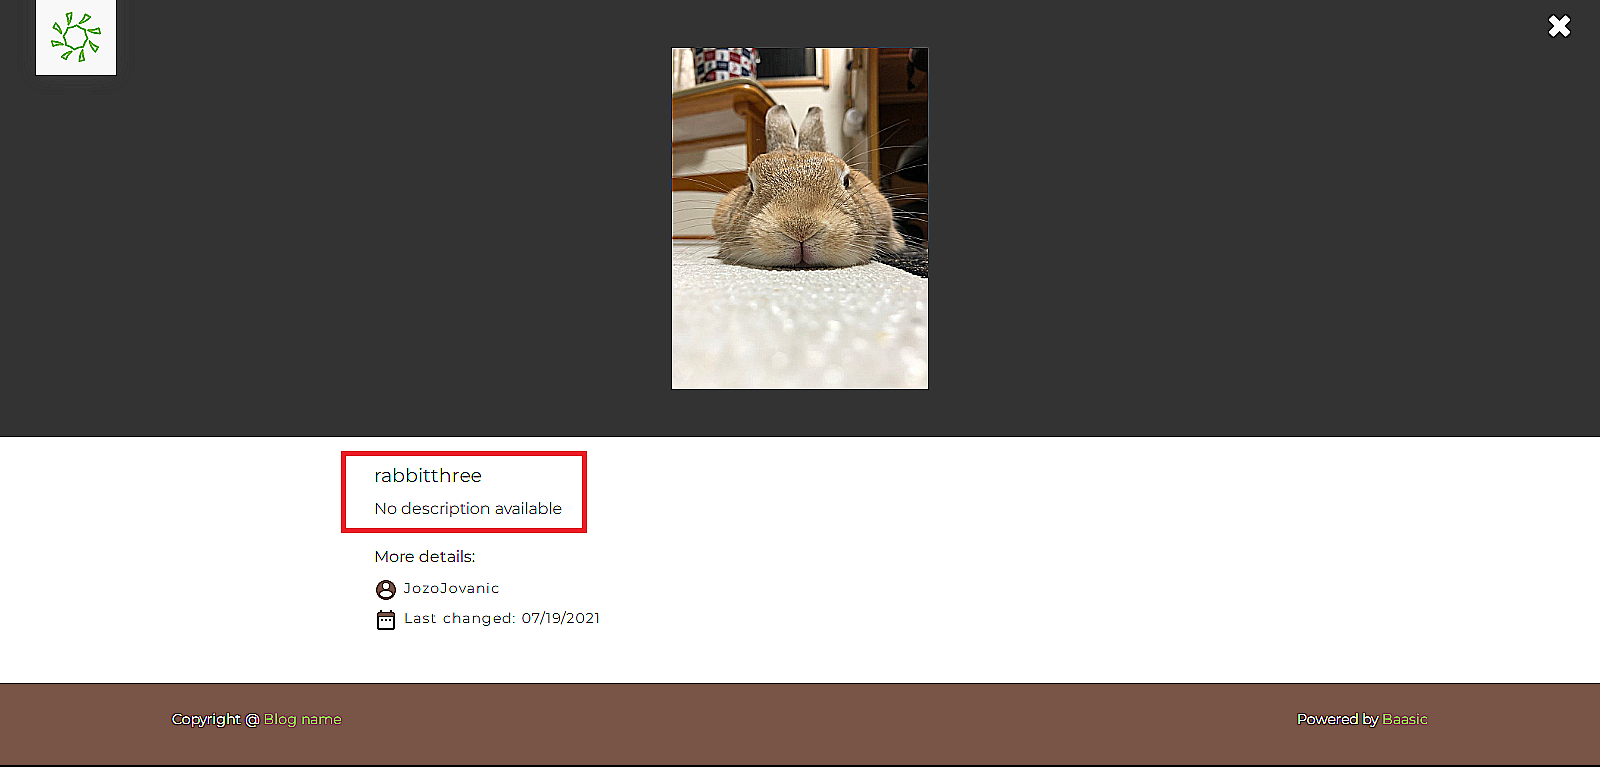 rabbitthree
No description available
More details:
JozoJovanic
Last changed: 07/19/2021
Copyright @ Blog name
Powered by Baasic